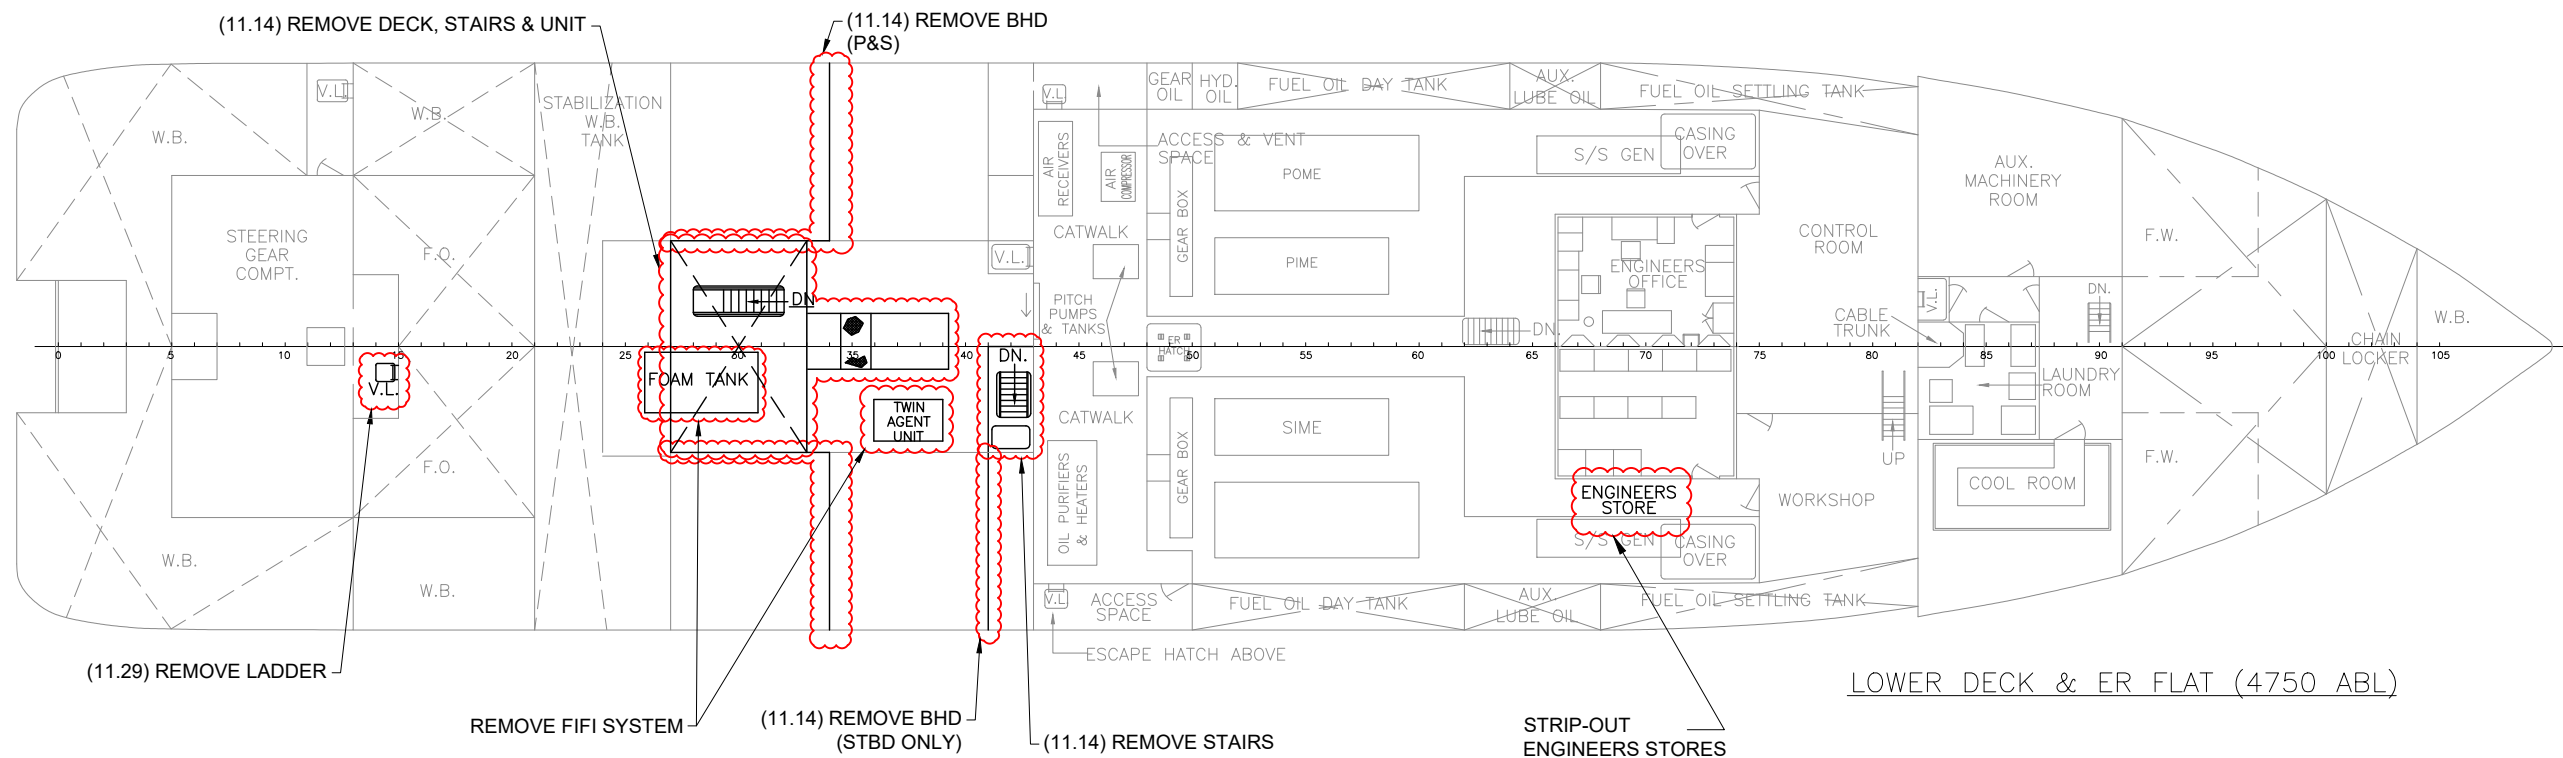 (11.14) REMOVE DECK, STAIRS & UNIT
(11.14) REMOVE BHD
(P&S)
V.L.
W.B.
W.B.
STABILIZATION
W.B.
TANK
V.L.
GEAR
OIL
HYD.
OIL
FUEL OIL DAY TANK
AUX.
LUBE OIL
FUEL OIL SETTLING TANK
ACCESS & VENT
SPACE
AIR
RECEIVERS
AIR
COMPRESSOR
POME
S/S GEN
CASING
OVER
AUX.
MACHINERY
ROOM
STEERING
GEAR
COMPT.
F.O.
V.L.
CATWALK
GEAR BOX
PIME
ENGINEERS
OFFICE
CONTROL
ROOM
F.W.
DN.
PITCH
PUMPS
& TANKS
ER
HATCH
DN.
CABLE
TRUNK
V.L.
DN.
CHAIN
LOCKER
W.B.
0 5 10 15 20 25 30 35 40 45 50 55 60 65 70 75 80 85 90 95 100 105
V.L.
FOAM TANK
TWIN
AGENT
UNIT
DN.
CATWALK
LAUNDRY
ROOM
SIME
GEAR BOX
UP
F.O.
F.W.
OIL PURIFIERS
& HEATERS
ENGINEERS
STORE
WORKSHOP
COOL ROOM
S/S GEN
CASING
OVER
W.B.
W.B.
V.L
ACCESS
SPACE
FUEL OIL DAY TANK
AUX.
LUBE OIL
FUEL OIL SETTLING TANK
ESCAPE HATCH ABOVE
(11.29) REMOVE LADDER
REMOVE FIFI SYSTEM
(11.14) REMOVE BHD
(STBD ONLY)
(11.14) REMOVE STAIRS
STRIP-OUT
ENGINEERS STORES
LOWER DECK & ER FLAT (4750 ABL)